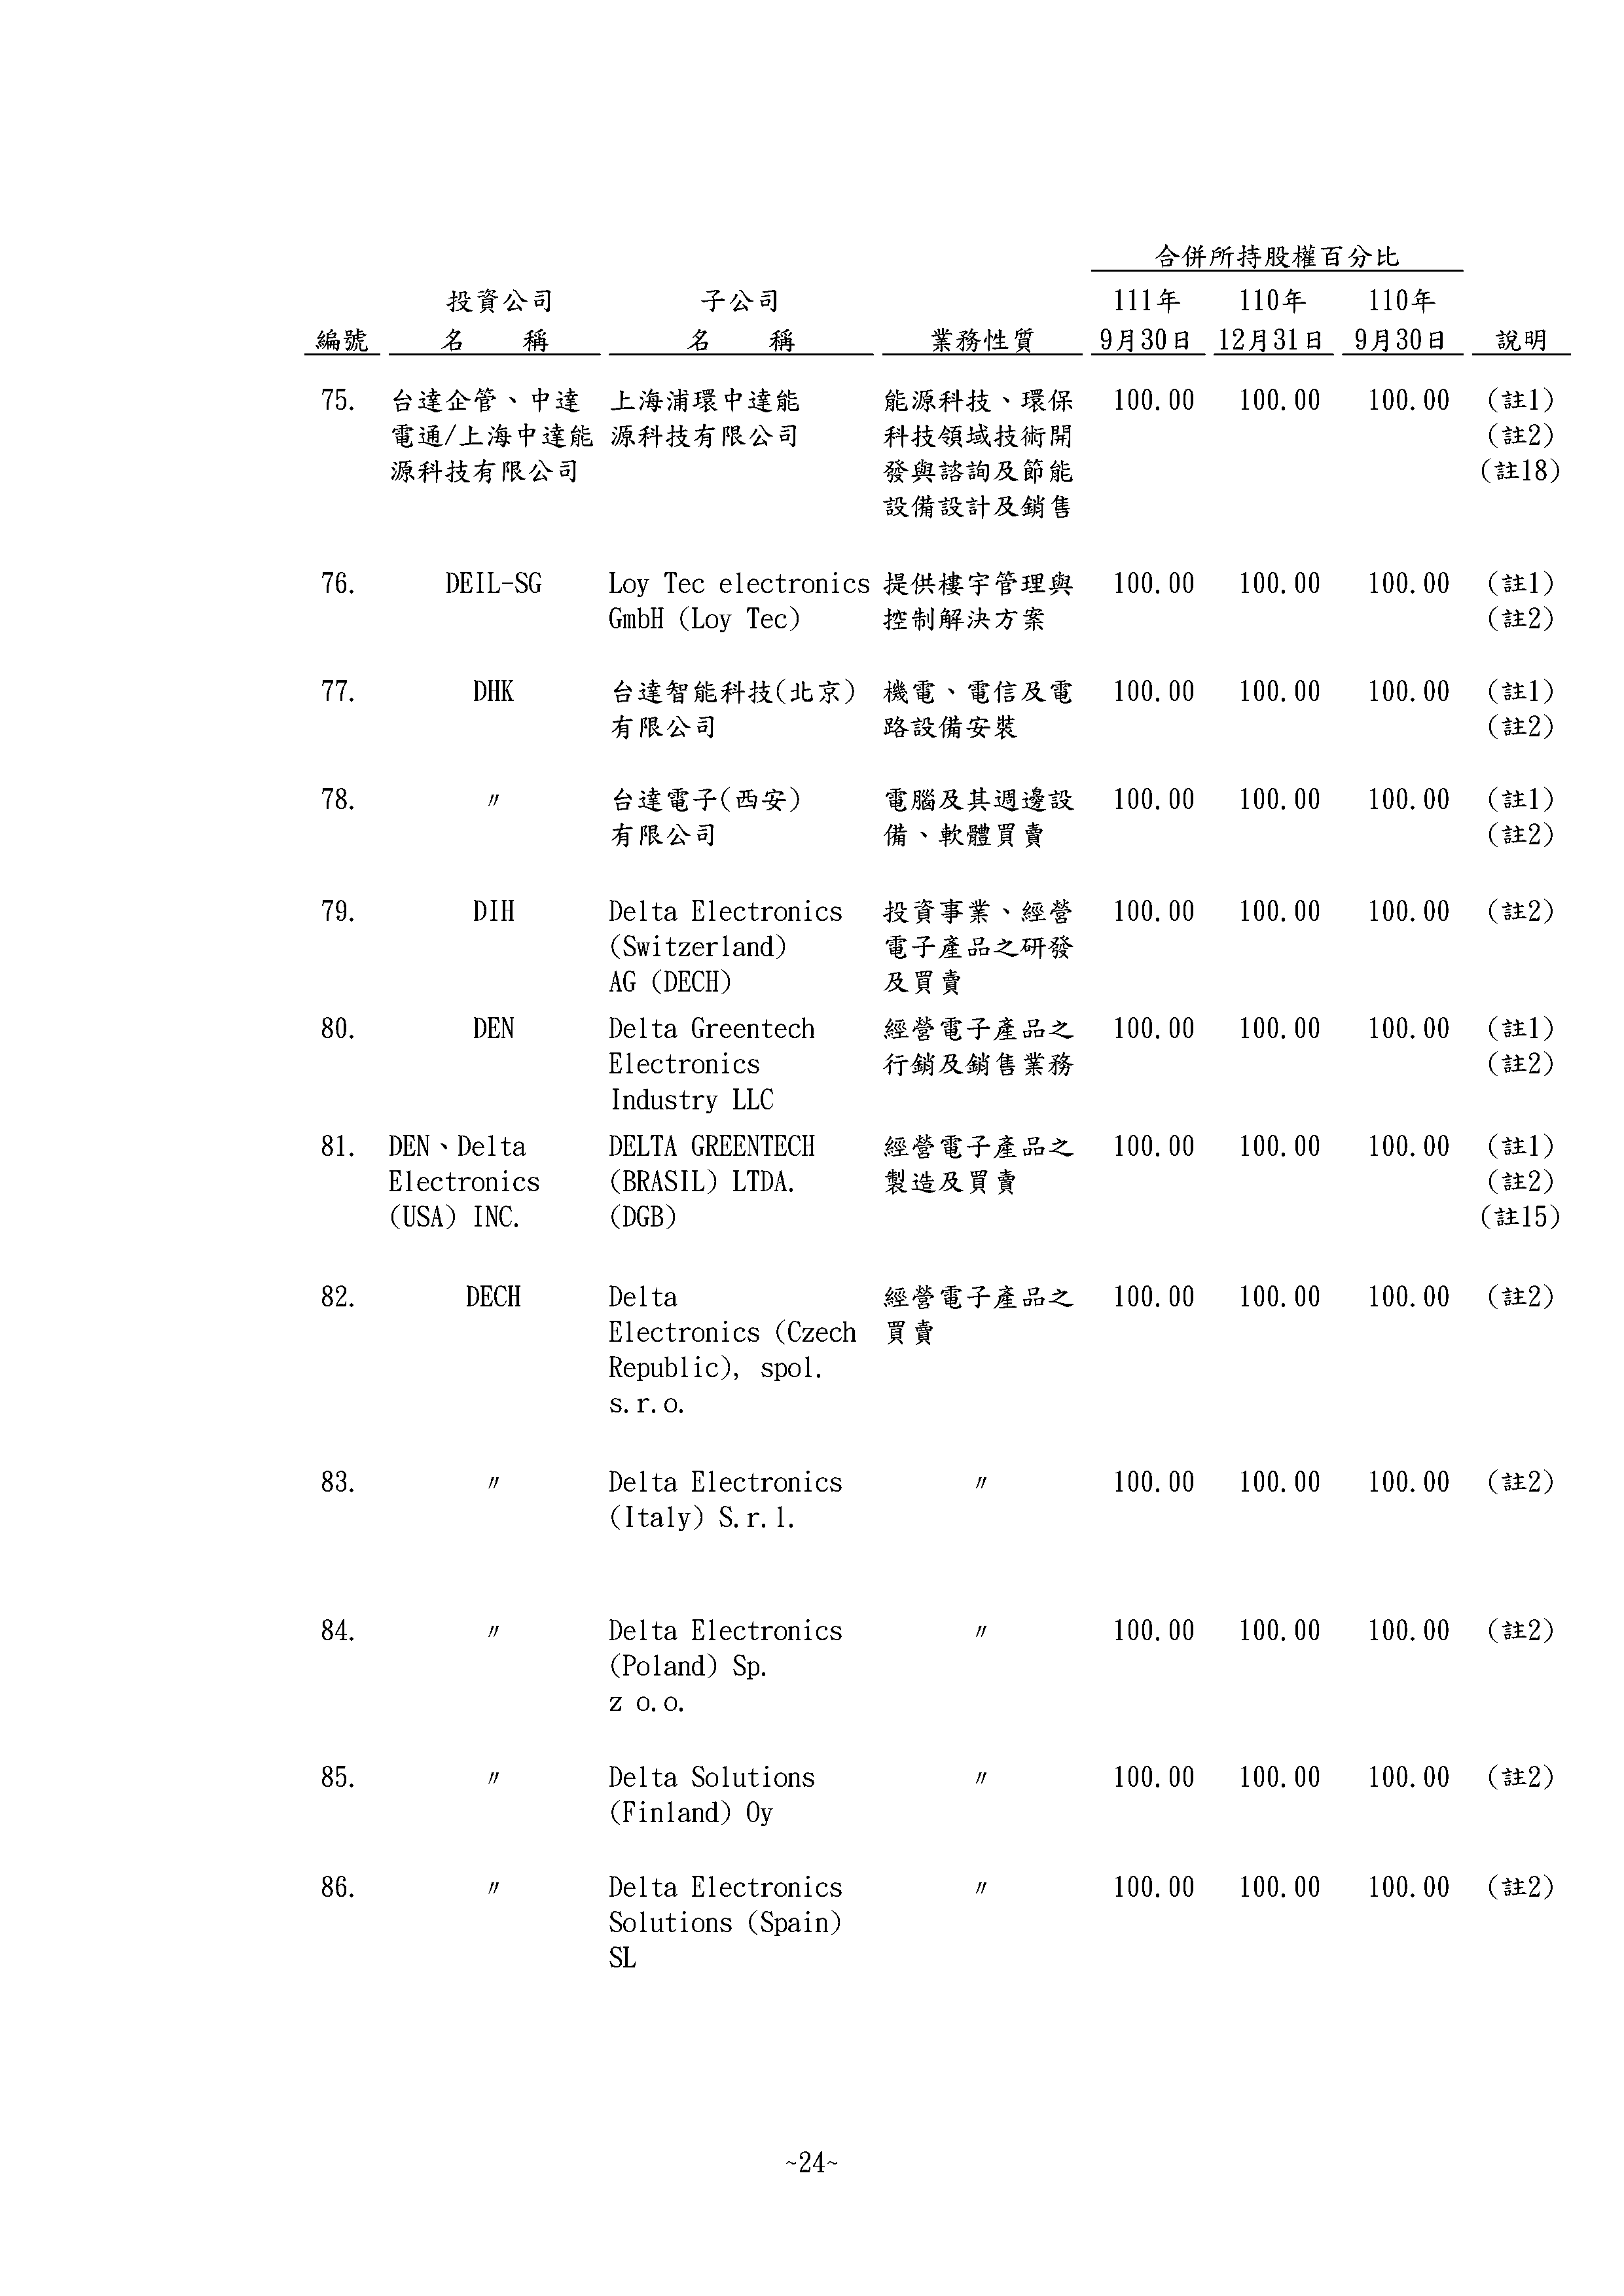 合併所持股權百分比
投資公司 子公司 111年 110年 110年
編號 名 稱 名 稱 業務性質 9月30日 12月31日 9月30日 說明
75. 台達企管、中達 上海浦環中達能 能源科技、環保 100.00 100.00 100.00 (註1)
電通/上海中達能 源科技有限公司 科技領域技術開 (註2)
源科技有限公司 發與諮詢及節能 (註18)
設備設計及銷售
76. DEIL-SG Loy Tec electronics 提供樓宇管理與 100.00 100.00 100.00 (註1)
GmbH (Loy Tec) 控制解決方案 (註2)
77. DHK 台達智能科技(北京) 機電、電信及電 100.00 100.00 100.00 (註1)
有限公司 路設備安裝 (註2)
78. 〃 台達電子(西安) 電腦及其週邊設 100.00 100.00 100.00 (註1)
有限公司 備、軟體買賣 (註2)
79. DIH Delta Electronics 投資事業、經營 100.00 100.00 100.00 (註2)
(Switzerland) 電子產品之研發
AG (DECH) 及買賣
80. DEN Delta Greentech 經營電子產品之 100.00 100.00 100.00 (註1)
Electronics 行銷及銷售業務 (註2)
Industry LLC
81. DEN、Delta DELTA GREENTECH 經營電子產品之 100.00 100.00 100.00 (註1)
Electronics (BRASIL) LTDA. 製造及買賣 (註2)
(USA) INC. (DGB) (註15)
82. DECH Delta 經營電子產品之 100.00 100.00 100.00 (註2)
Electronics (Czech 買賣
Republic), spol.
s.r.o.
83. 〃 Delta Electronics 〃 100.00 100.00 100.00 (註2)
(Italy) S.r.l.
84. 〃 Delta Electronics 〃 100.00 100.00 100.00 (註2)
(Poland) Sp.
z o.o.
85. 〃 Delta Solutions 〃 100.00 100.00 100.00 (註2)
(Finland) Oy
86. 〃 Delta Electronics 〃 100.00 100.00 100.00 (註2)
Solutions (Spain)
SL
~24~